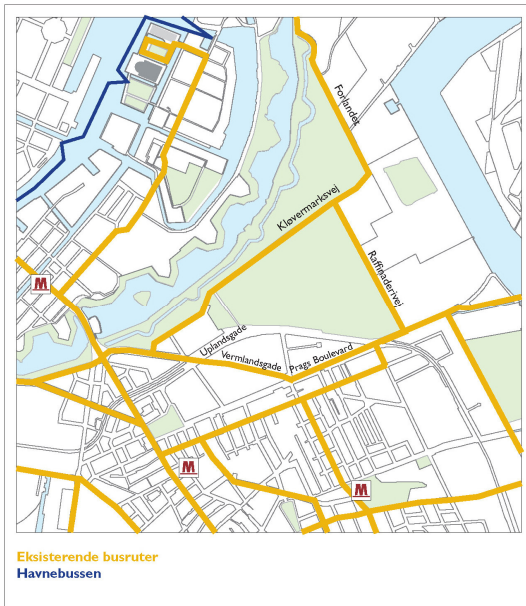 Forlandet
Kløvermarksvej
Raffinaderivej
M
Uplandsgade
Vermlandsgade
Prags Boulevard
M
M
Eksisterende busruter
Havnebussen